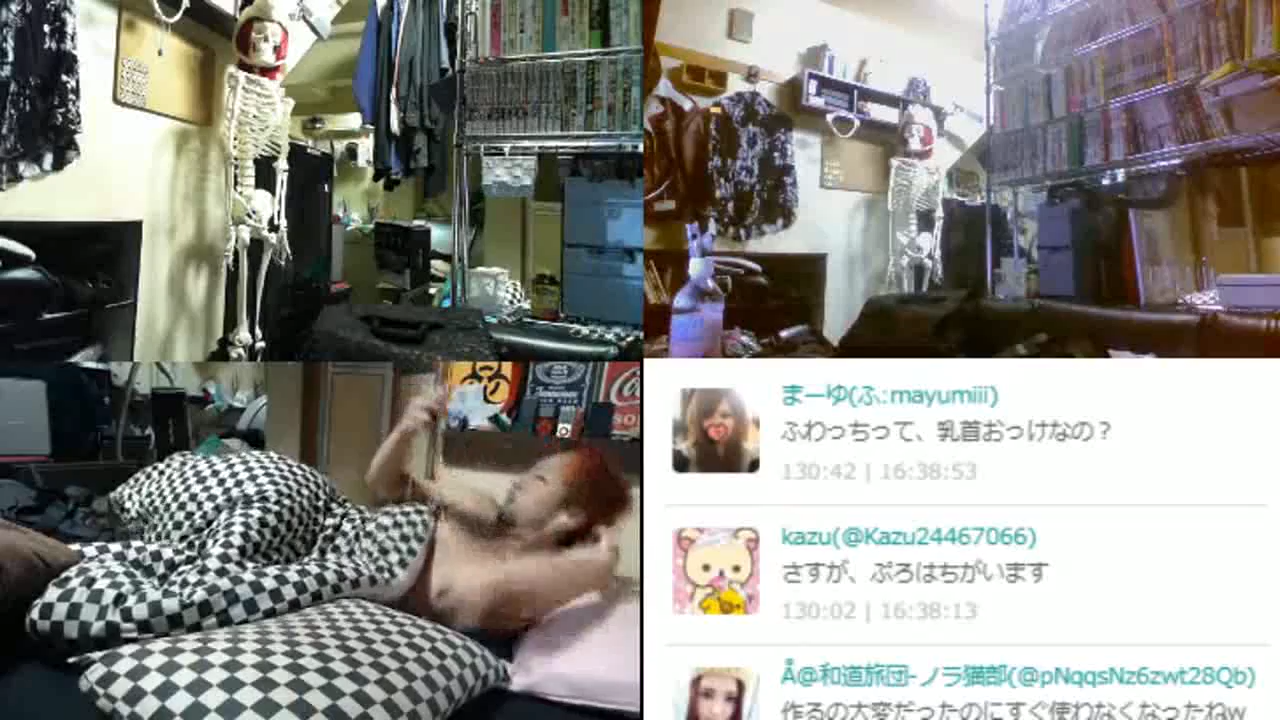 Coca
まーゆ(ふ:mayumiii)
ふわっちって、乳首おっけなの？
130:42 | 16:38:53
kazu(@Kazu24467066)
さすが、ぷろはちがいます
130:02 | 16:38:13
Å@和道旅団-ノラ猫部(@pNqqsNz6zwt28Qb)
作るの大変だったのにすぐ使わなくなったねw